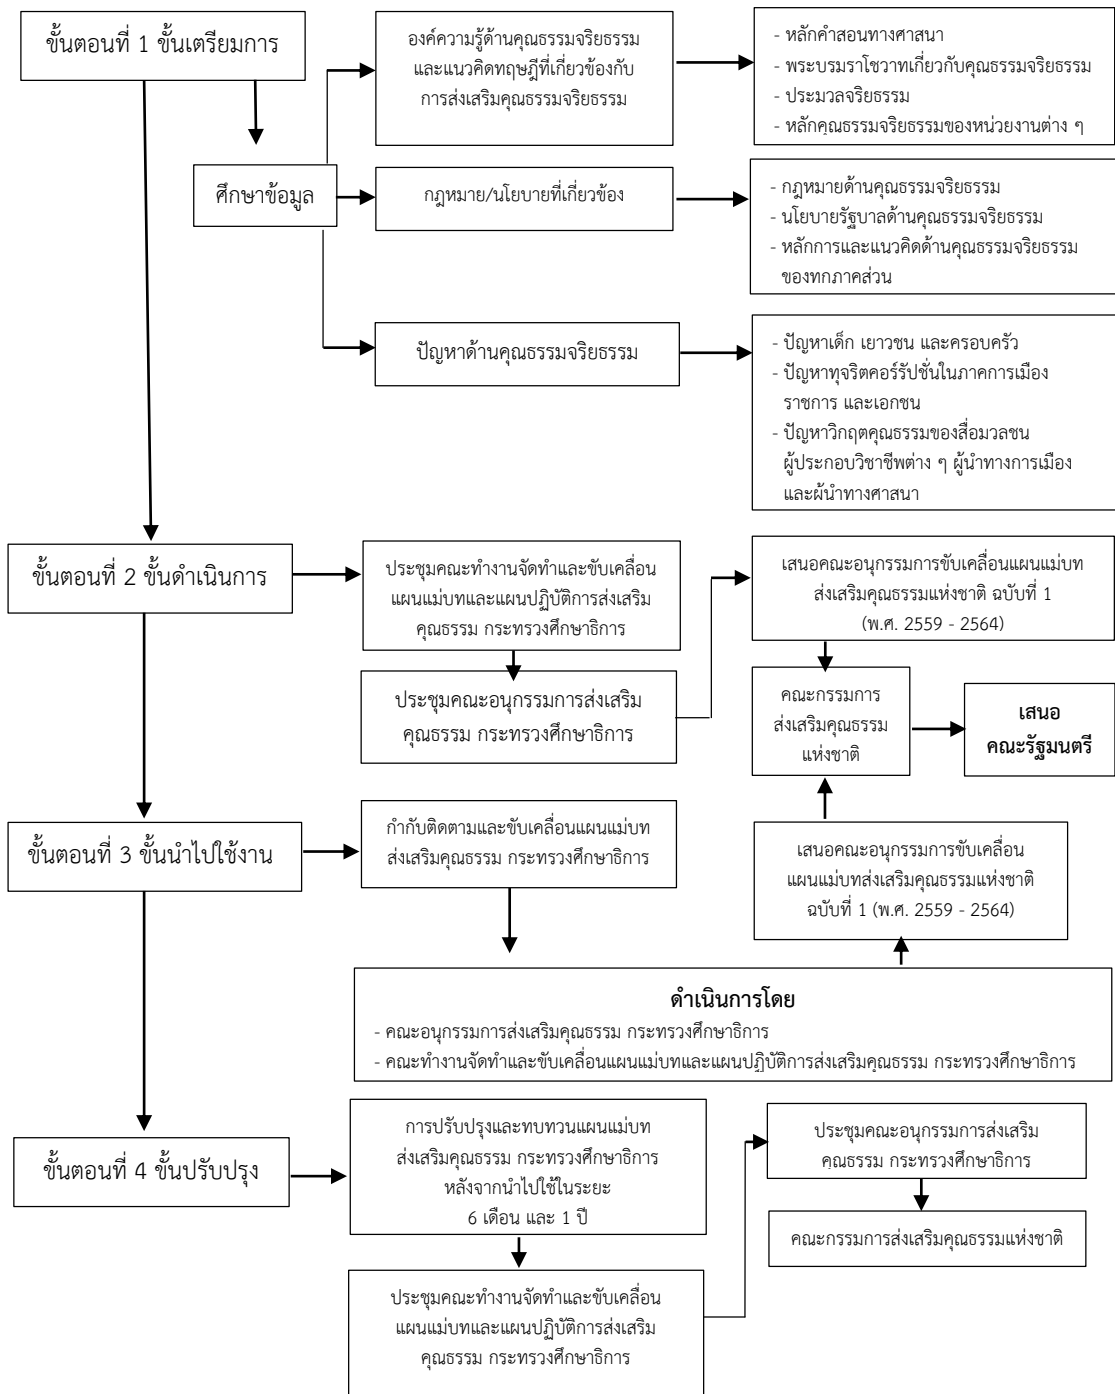 ขั้นตอนที่ 1 ขั้นเตรียมการ
องค์ความรู้ด้านคุณธรรมจริยธรรม
และแนวคิดทฤษฎีที่เกี่ยวข้องกับ
การส่งเสริมคุณธรรมจริยธรรม
- หลักคำสอนทางศาสนา
- พระบรมราโชวาทเกี่ยวกับคุณธรรมจริยธรรม
- ประมวลจริยธรรม
- หลักคุณธรรมจริยธรรมของหน่วยงานต่าง ๆ
ศึกษาข้อมูล
กฎหมาย/นโยบายที่เกี่ยวข้อง
- กฎหมายด้านคุณธรรมจริยธรรม
- นโยบายรัฐบาลด้านคุณธรรมจริยธรรม
- หลักการและแนวคิดด้านคุณธรรมจริยธรรม
ของทุกภาคส่วน
ปัญหาด้านคุณธรรมจริยธรรม
- ปัญหาเด็ก เยาวชน และครอบครัว
- ปัญหาทุจริตคอร์รัปชั่นในภาคการเมือง
ราชการ และเอกชน
- ปัญหาวิกฤตคุณธรรมของสื่อมวลชน
ผู้ประกอบวิชาชีพต่าง ๆ ผู้นำทางการเมือง
และผู้นำทางศาสนา
ขั้นตอนที่ 2 ขั้นดำเนินการ
ประชุมคณะทำงานจัดทำและขับเคลื่อน
แผนแม่บทและแผนปฏิบัติการส่งเสริม
คุณธรรม กระทรวงศึกษาธิการ
เสนอคณะอนุกรรมการขับเคลื่อนแผนแม่บท
ส่งเสริมคุณธรรมแห่งชาติ ฉบับที่ 1
(พ.ศ. 2559 - 2564)
ประชุมคณะอนุกรรมการส่งเสริม
คุณธรรม กระทรวงศึกษาธิการ
คณะกรรมการ
ส่งเสริมคุณธรรม
แห่งชาติ
เสนอ
คณะรัฐมนตรี
ขั้นตอนที่ 3 ขั้นนำไปใช้งาน
กำกับติดตามและขับเคลื่อนแผนแม่บท
ส่งเสริมคุณธรรม กระทรวงศึกษาธิการ
เสนอคณะอนุกรรมการขับเคลื่อน
แผนแม่บทส่งเสริมคุณธรรมแห่งชาติ
ฉบับที่ 1 (พ.ศ. 2559 - 2564)
ดำเนินการโดย
- คณะอนุกรรมการส่งเสริมคุณธรรม กระทรวงศึกษาธิการ
- คณะทำงานจัดทำและขับเคลื่อนแผนแม่บทและแผนปฏิบัติการส่งเสริมคุณธรรม กระทรวงศึกษาธิการ
ขั้นตอนที่ 4 ขั้นปรับปรุง
การปรับปรุงและทบทวนแผนแม่บท
ส่งเสริมคุณธรรม กระทรวงศึกษาธิการ
หลังจากนำไปใช้ในระยะ
6 เดือน และ 1 ปี
ประชุมคณะอนุกรรมการส่งเสริม
คุณธรรม กระทรวงศึกษาธิการ
คณะกรรมการส่งเสริมคุณธรรมแห่งชาติ
ประชุมคณะทำงานจัดทำและขับเคลื่อน
แผนแม่บทและแผนปฏิบัติการส่งเสริม
คุณธรรม กระทรวงศึกษาธิการ